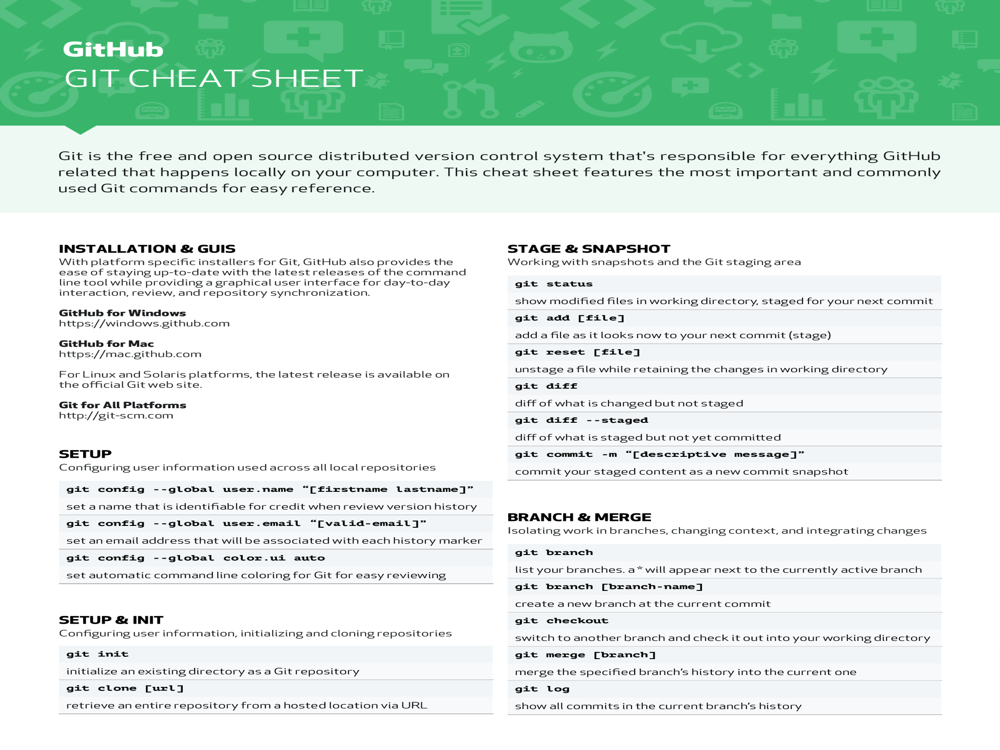 GitHub
GIT CHEAT SHEET
Git is the free and open source distributed version control system that's responsible for everything GitHub
related that happens locally on your computer. This cheat sheet features the most important and commonly
used Git commands for easy reference.
INSTALLATION & GUIS
With platform specific installers for Git, GitHub also provides the
ease of staying up-to-date with the latest releases of the command
line tool while providing a graphical user interface for day-to-day
interaction, review, and repository synchronization.
GitHub for Windows
https://windows.github.com
GitHub for Mac
https://mac.github.com
For Linux and Solaris platforms, the latest release is available on
the official Git web site.
Git for All Platforms
http://git-scm.com
SETUP
Configuring user information used across all local repositories
git config --global user.name “[firstname lastname]”
set a name that is identifiable for credit when review version history
git config --global user.email “[valid-email]”
set an email address that will be associated with each history marker
git config --global color.ui auto
set automatic command line coloring for Git for easy reviewing
SETUP & INIT
Configuring user information, initializing and cloning repositories
git init
initialize an existing directory as a Git repository
git clone [url]
retrieve an entire repository from a hosted location via URL
STAGE & SNAPSHOT
Working with snapshots and the Git staging area
git status
show modified files in working directory, staged for your next commit
git add [file]
add a file as it looks now to your next commit (stage)
git reset [file]
unstage a file while retaining the changes in working directory
git diff
diff of what is changed but not staged
git diff --staged
diff of what is staged but not yet committed
git commit -m “[descriptive message]”
commit your staged content as a new commit snapshot
BRANCH & MERGE
Isolating work in branches, changing context, and integrating changes
git branch
list your branches. a * will appear next to the currently active branch
git branch [branch-name]
create a new branch at the current commit
git checkout
switch to another branch and check it out into your working directory
git merge [branch]
merge the specified branch’s history into the current one
git log
show all commits in the current branch’s history